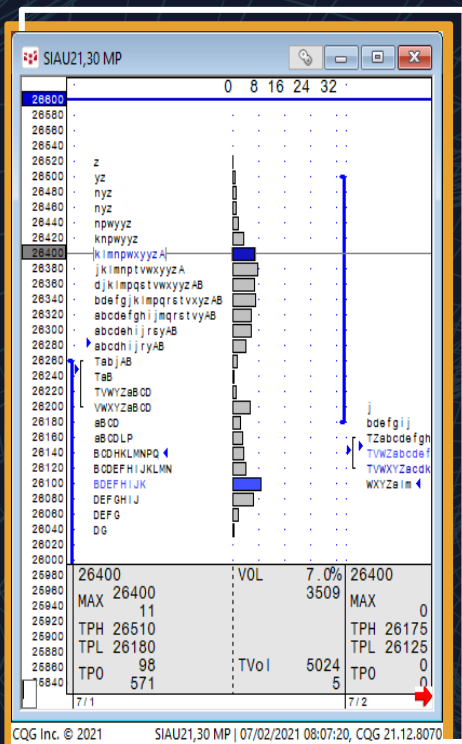 SIAU21,30 MP
0 8 16 24 32
26600
26580
26560
26540
26520 z
26500 yz
26480 nyz
26460 nyz
26440 npwyyz
26420 knpwyyz
26400 klmnpwxyyzA
26380 jklmnptvwxyyzA
26360 djklmpqstvwxyyzAB
26340 bdefgjklmpqrstvxyzAB
26320 abcdefghijmqrstvyAB
26300 abcdehijrsyAB
26280 abcdhijryAB
26260 TabjAB
26240 TaB
26220 TVWYZaBCD
26200 VWXYZaBCD j
26180 aBCD bdefgij
26160 aBCDLP TZabcdefgh
26140 BCDHKLMNPQ TVWZabcdef
26120 BCDEFHIJKLMN TVWXYZacdk
26100 BDEFHIJK WXYZalm
26080 DEFGHIJ
26060 DEFG
26040 DG
26020
26000
25980 26400 VOL 7.0% 26400
25960 MAX 26400 3509 MAX
25940 11 0
25920 TPH 26510 TPH 26175
25900 TPL 26180 TPL 26125
25880
25860 TPO 98 TVol 5024 TPO 0
25840 571 5 0
7/1 7/2
CQG Inc. © 2021 SIAU21,30 MP | 07/02/2021 08:07:20, CQG 21.12.8070